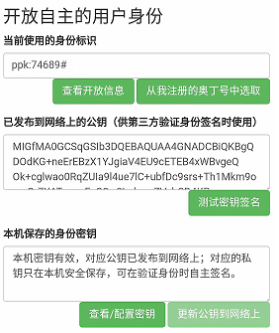 开放自主的用户身份
当前使用的身份标识
ppk:74689#
查看开放信息
从我注册的奥丁号中选取
已发布到网络上的公钥（供第三方验证身份签名时使用）
MIGfMA0GCSqGSIb3DQEBAQUAA4GNADCBiQKBgQ
DOdKG+neErEBzX1YJgiaV4EU9cETEB4xWBvgeQ
Ok+cglwao0RqZUIa9l4ue7lC+ubfDc9srs+Th1Mkm9o
测试密钥签名
本机保存的身份密钥
本机密钥有效，对应公钥已发布到网络上；对应的私
钥只在本机安全保存，可在验证身份时自主签名。
查看/配置密钥
更新公钥到网络上